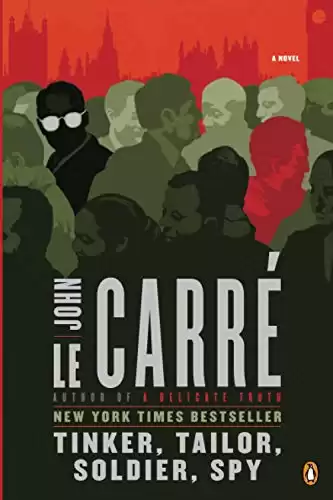 A NOVEL
JOHN
LE CARRÉ
AUTHOR OF A DELICATE TRUTH
NEW YORK TIMES BESTSELLER
TINKER, TAILOR,
SOLDIER, SPY